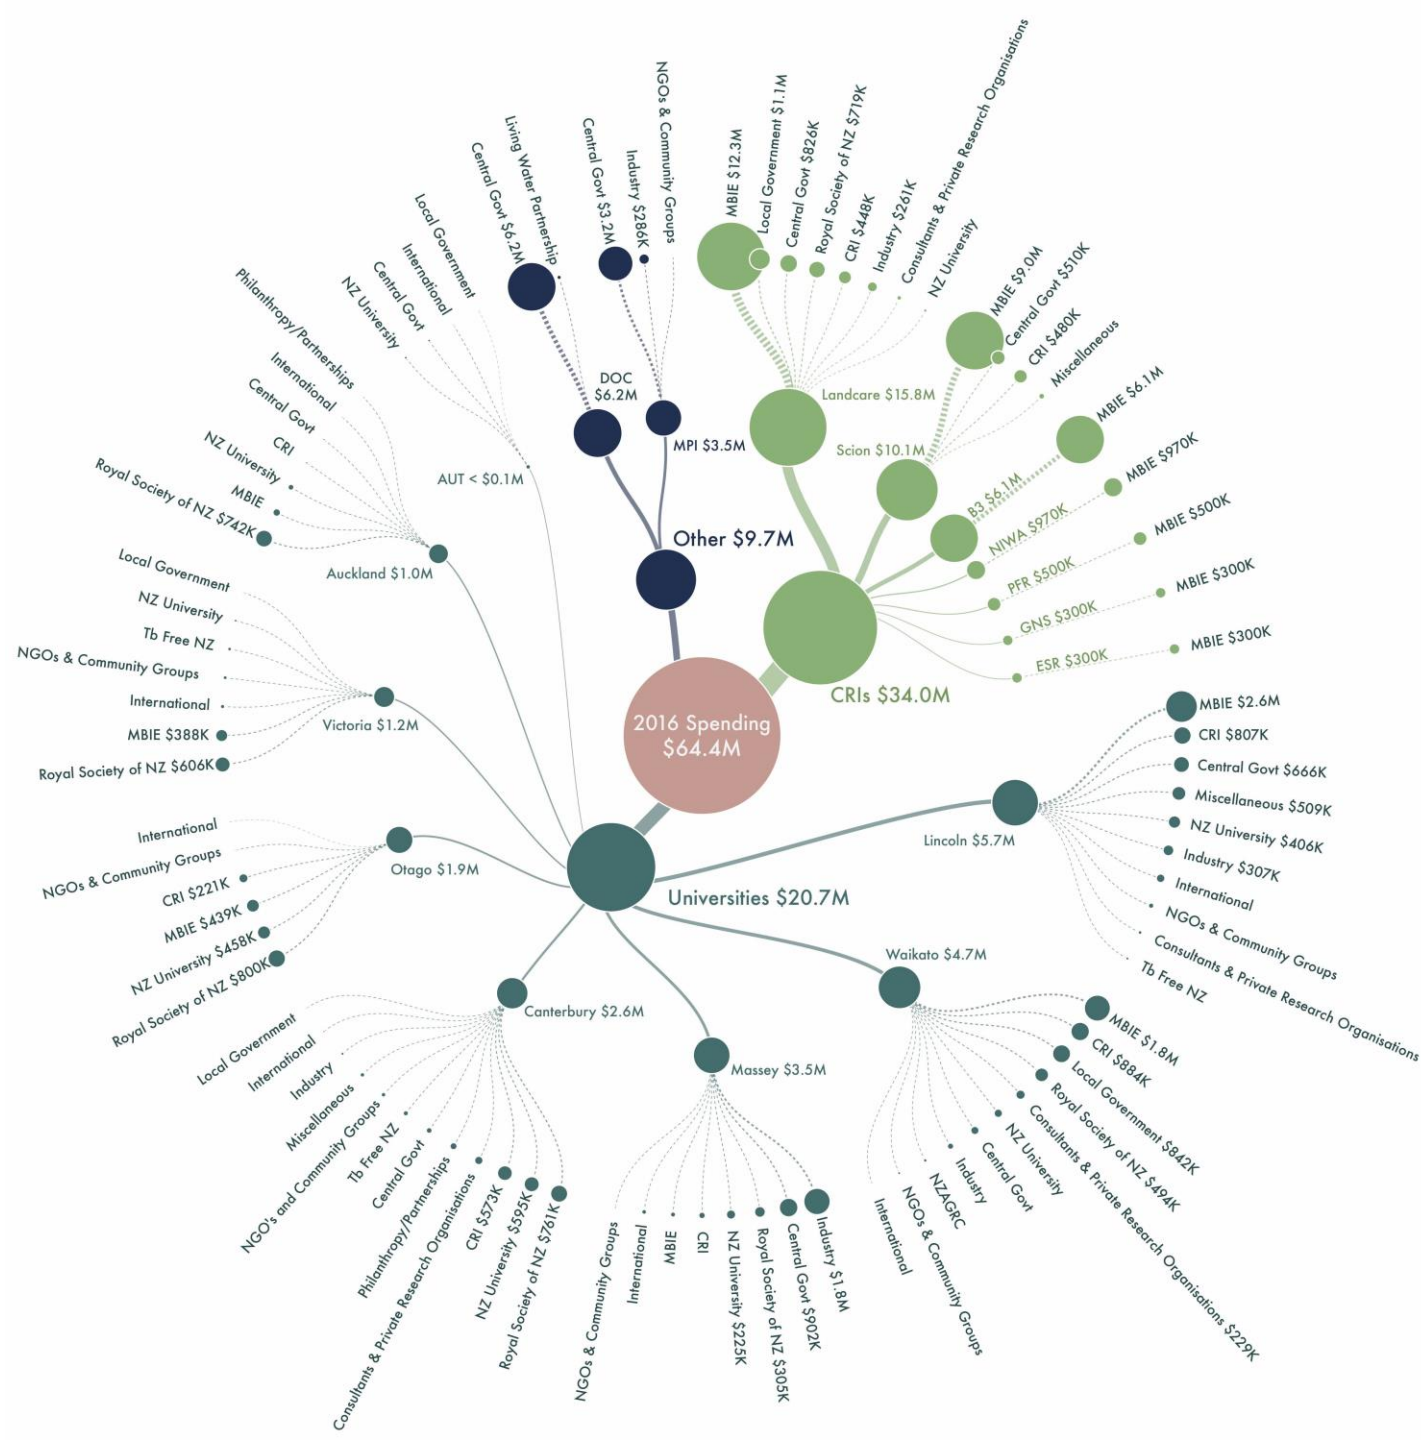 2016 Spending
$64.4M
Other $9.7M
DOC
$6.2M
Central Govt $6.2M
Living Water Partnership
MPI $3.5M
Central Govt $3.2M
Industry $286K
NGOs & Community Groups
CRIs $34.0M
Landcare $15.8M
MBIE $12.3M
Local Government $1.1M
Central Govt $826K
Royal Society of NZ $719K
CRI $448K
Industry $261K
Consultants & Private Research Organisations
NZ University
Scion $10.1M
MBIE $9.0M
Central Govt $510K
CRI $480K
Miscellaneous
B3 $6.1M
MBIE $6.1M
NIWA $970K
MBIE $970K
PFR $500K
MBIE $500K
GNS $300K
MBIE $300K
ESR $300K
MBIE $300K
Universities $20.7M
Lincoln $5.7M
MBIE $2.6M
CRI $807K
Central Govt $666K
Miscellaneous $509K
NZ University $406K
Industry $307K
International
NGOs & Community Groups
Consultants & Private Research Organisations
Tb Free NZ
Waikato $4.7M
MBIE $1.8M
CRI $884K
Local Government $842K
Royal Society of NZ $494K
Consultants & Private Research Organisations $229K
NZ University
Central Govt
Industry
NZAGRC
NGOs & Community Groups
International
Massey $3.5M
Industry $1.8M
Central Govt $902K
Royal Society of NZ $305K
NZ University $225K
CRI
MBIE
International
NGOs & Community Groups
Canterbury $2.6M
Royal Society of NZ $761K
NZ University $595K
CRI $573K
Consultants & Private Research Organisations
Philanthropy/Partnerships
Central Govt
Tb Free NZ
NGO's and Community Groups
Miscellaneous
Industry
International
Local Government
Otago $1.9M
Royal Society of NZ $800K
NZ University $458K
MBIE $439K
CRI $221K
NGOs & Community Groups
International
Victoria $1.2M
Royal Society of NZ $606K
MBIE $388K
International
NGOs & Community Groups
Tb Free NZ
NZ University
Local Government
Auckland $1.0M
Royal Society of NZ $742K
MBIE
NZ University
CRI
Central Govt
International
Philanthropy/Partnerships
AUT < $0.1M
NZ University
Central Govt
International
Local Government